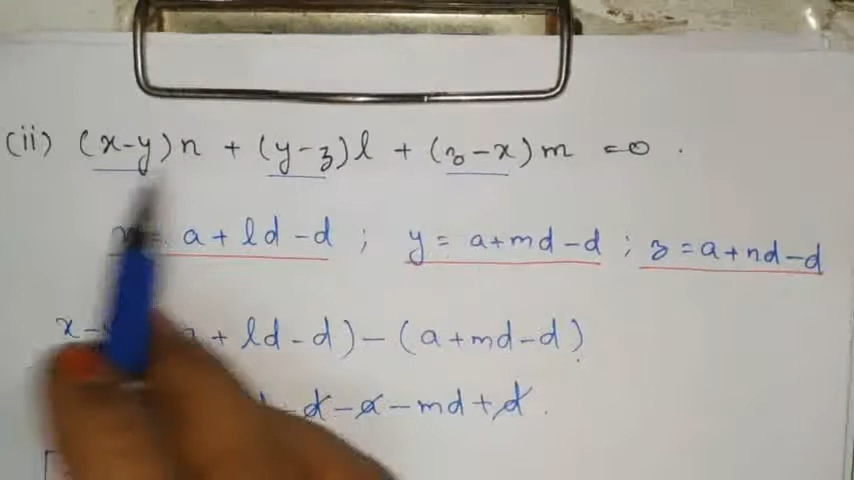 (ii) (x-y)n + (y-z)l + (z-x)m =0 .
= a + ld -d ; y = a+md-d ; z = a+nd-d
x- + ld - d) - (a +md-d)
- d - a - md + d .